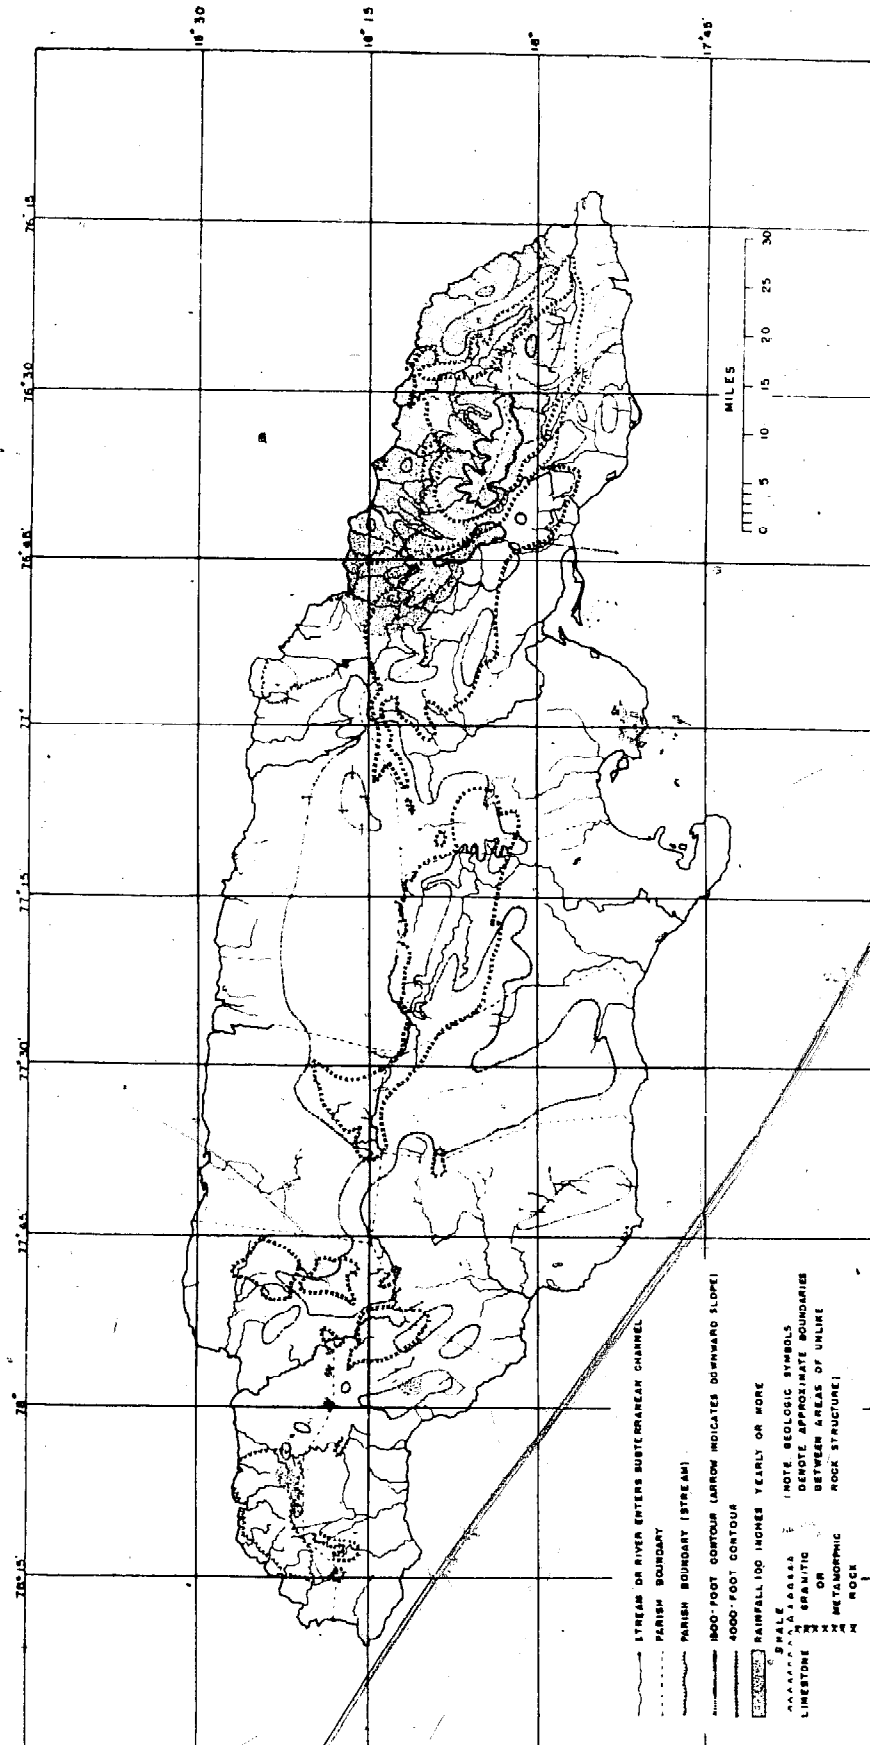 18° 30'
18° 15'
18°
17° 45'
76° 15
76° 30
76° 45'
77°
77° 15
77° 30
77° 45'
78°
78° 15'
MILES
0 5 10 15 20 25 30
STREAM OR RIVER ENTERS SUBTERRANEAN CHANNEL
PARISH BOUNDARY
PARISH BOUNDARY (STREAM)
1800-FOOT CONTOUR (ARROW INDICATES DOWNWARD SLOPE)
4000-FOOT CONTOUR
RAINFALL 100 INCHES YEARLY OR MORE
SHALE
LIMESTONE
GRANITIC
OR
METAMORPHIC
ROCK
(NOTE GEOLOGIC SYMBOLS
DENOTE APPROXIMATE BOUNDARIES
BETWEEN AREAS OF UNLIKE
ROCK STRUCTURE)